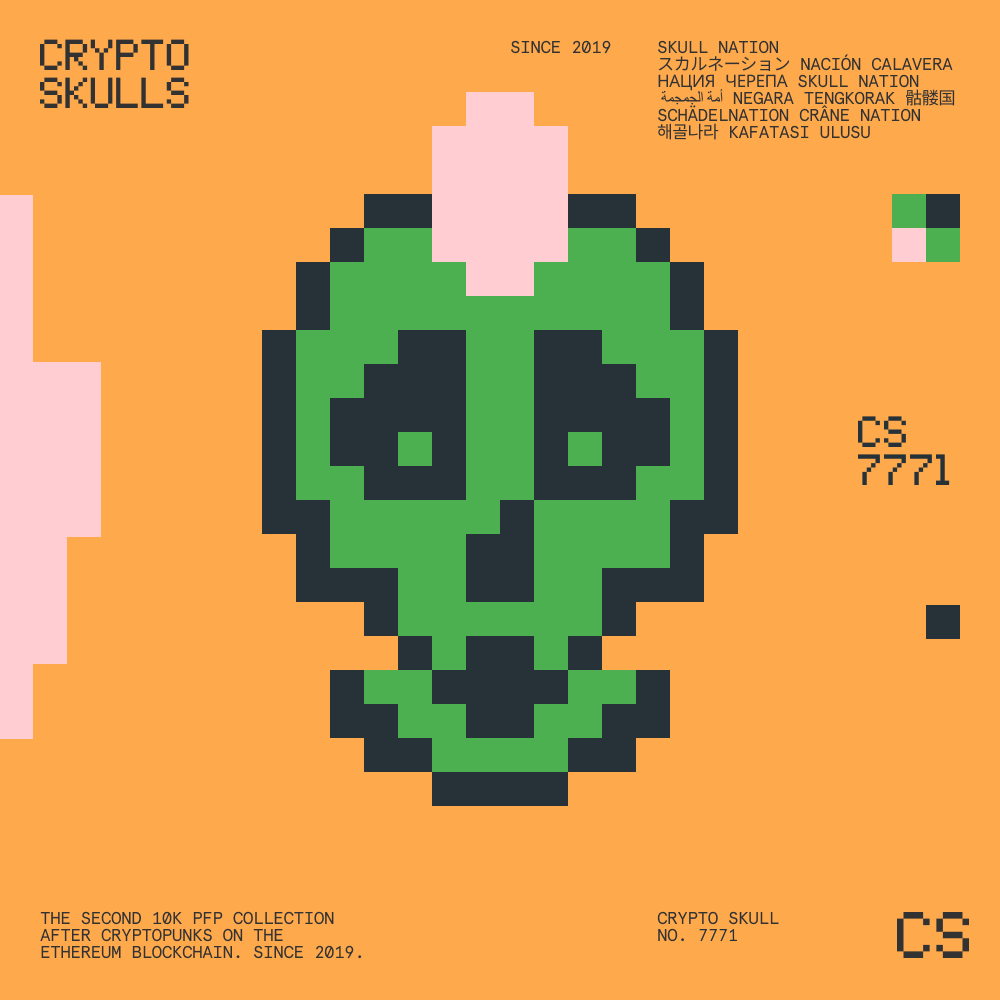 CRYPTO
SKULLS
SINCE 2019
SKULL NATION
スカルネーション NACIÓN CALAVERA
НАЦИЯ ЧЕРЕПА SKULL NATION
أمة الجمجمة NEGARA TENGKORAK 骷髅国
SCHÄDELNATION CRÂNE NATION
해골나라 KAFATASI ULUSU
CS
7771
THE SECOND 10K PFP COLLECTION
AFTER CRYPTOPUNKS ON THE
ETHEREUM BLOCKCHAIN. SINCE 2019.
CRYPTO SKULL
NO. 7771
CS